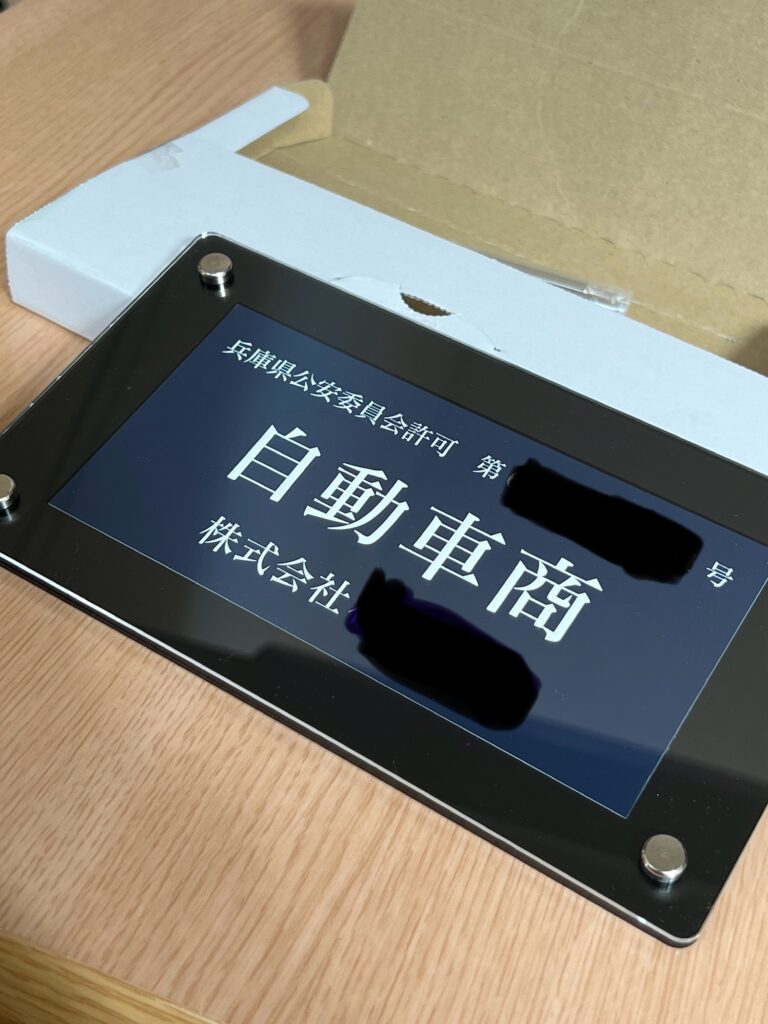 兵庫県公安委員会許可 第 号
自動車商
株式会社